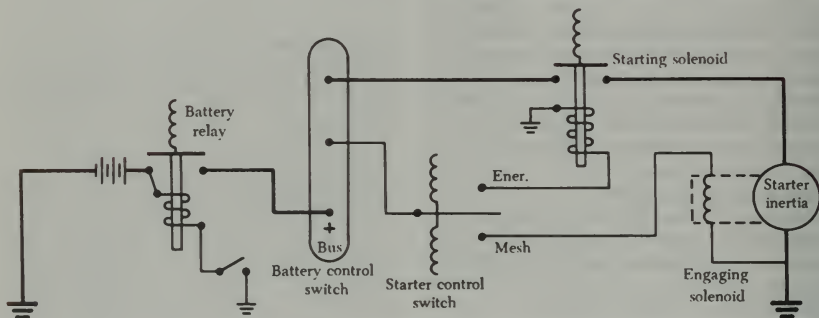 Starting solenoid
Battery
relay
Ener.
Starter
inertia
+
Bus
Mesh
Battery control
switch
Starter control
switch
Engaging
solenoid